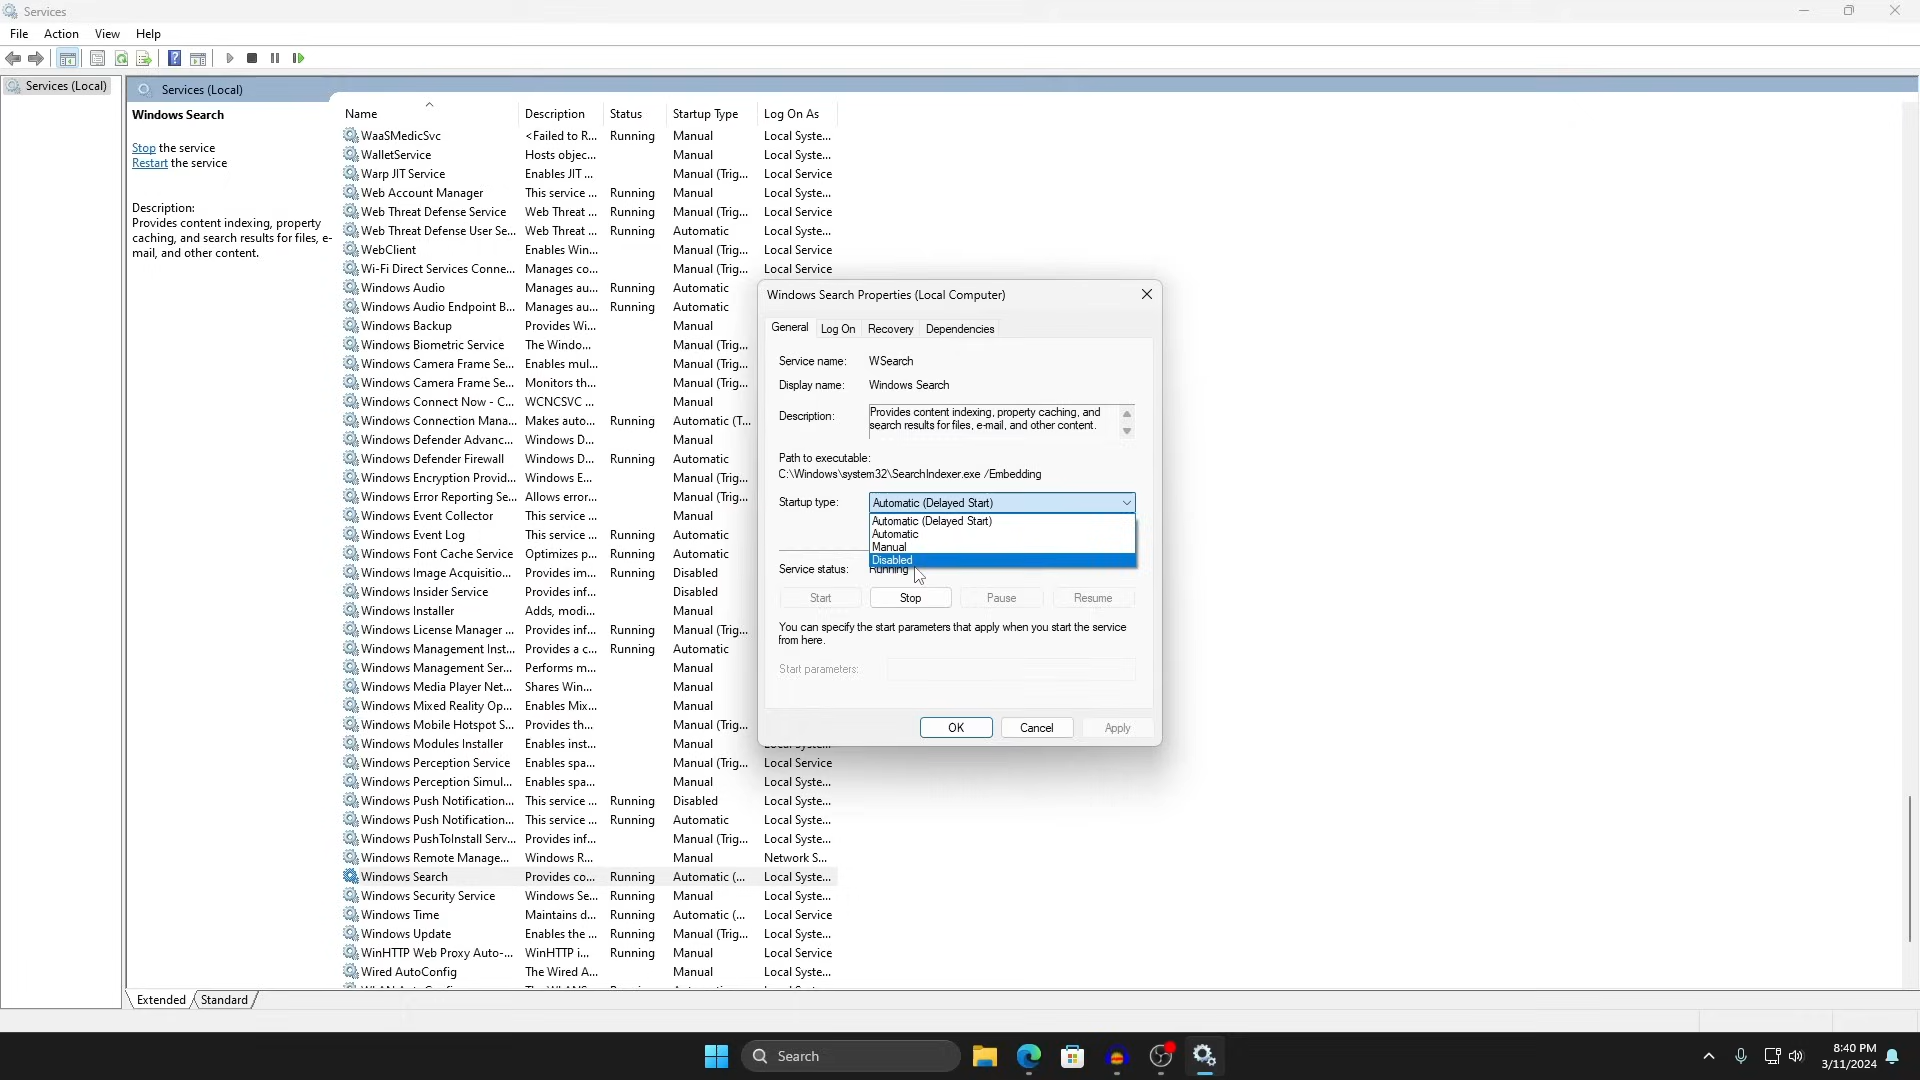 Services
File Action View Help
Services (Local)
Services (Local)
Windows Search
Stop the service
Restart the service
Description:
Provides content indexing, property
caching, and search results for files, e-
mail, and other content.
Name Description Status Startup Type Log On As
WaaSMedicSvc <Failed to R... Running Manual Local Syste...
WalletService Hosts objec... Manual Local Syste...
Warp JIT Service Enables JIT ... Manual (Trig... Local Service
Web Account Manager This service ... Running Manual Local Syste...
Web Threat Defense Service Web Threat ... Running Manual (Trig... Local Service
Web Threat Defense User Se... Web Threat ... Running Automatic Local Syste...
WebClient Enables Win... Manual (Trig... Local Service
Wi-Fi Direct Services Conne... Manages co... Manual (Trig... Local Service
Windows Audio Manages au... Running Automatic
Windows Audio Endpoint B... Manages au... Running Automatic
Windows Backup Provides Wi... Manual
Windows Biometric Service The Windo... Manual (Trig...
Windows Camera Frame Se... Enables mul... Manual (Trig...
Windows Camera Frame Se... Monitors th... Manual (Trig...
Windows Connect Now - C... WCNCSVC ... Manual
Windows Connection Mana... Makes auto... Running Automatic (T...
Windows Defender Advanc... Windows D... Manual
Windows Defender Firewall Windows D... Running Automatic
Windows Encryption Provid... Windows E... Manual (Trig...
Windows Error Reporting Se... Allows error... Manual (Trig...
Windows Event Collector This service ... Manual
Windows Event Log This service ... Running Automatic
Windows Font Cache Service Optimizes p... Running Automatic
Windows Image Acquisitio... Provides im... Running Disabled
Windows Insider Service Provides inf... Disabled
Windows Installer Adds, modi... Manual
Windows License Manager ... Provides inf... Running Manual (Trig...
Windows Management Inst... Provides a c... Running Automatic
Windows Management Ser... Performs m... Manual
Windows Media Player Net... Shares Win... Manual
Windows Mixed Reality Op... Enables Mix... Manual
Windows Mobile Hotspot S... Provides th... Manual (Trig...
Windows Modules Installer Enables inst... Manual Local Syste...
Windows Perception Service Enables spa... Manual (Trig... Local Service
Windows Perception Simul... Enables spa... Manual Local Syste...
Windows Push Notification... This service ... Running Disabled Local Syste...
Windows Push Notification... This service ... Running Automatic Local Syste...
Windows PushToInstall Serv... Provides inf... Manual (Trig... Local Syste...
Windows Remote Manage... Windows R... Manual Network S...
Windows Search Provides co... Running Automatic (... Local Syste...
Windows Security Service Windows Se... Running Manual Local Syste...
Windows Time Maintains d... Running Automatic (... Local Service
Windows Update Enables the ... Running Manual (Trig... Local Syste...
WinHTTP Web Proxy Auto-... WinHTTP i... Running Manual Local Service
Wired AutoConfig The Wired A... Manual Local Syste...
Windows Search Properties (Local Computer)
General Log On Recovery Dependencies
Service name: WSearch
Display name: Windows Search
Description: Provides content indexing, property caching, and
search results for files, e-mail, and other content.
Path to executable:
C:\Windows\system32\SearchIndexer.exe /Embedding
Startup type: Automatic (Delayed Start)
Automatic (Delayed Start)
Automatic
Manual
Disabled
Service status: Running
Start Stop Pause Resume
You can specify the start parameters that apply when you start the service
from here.
Start parameters:
OK Cancel Apply
Extended Standard
Search
8:40 PM
3/11/2024